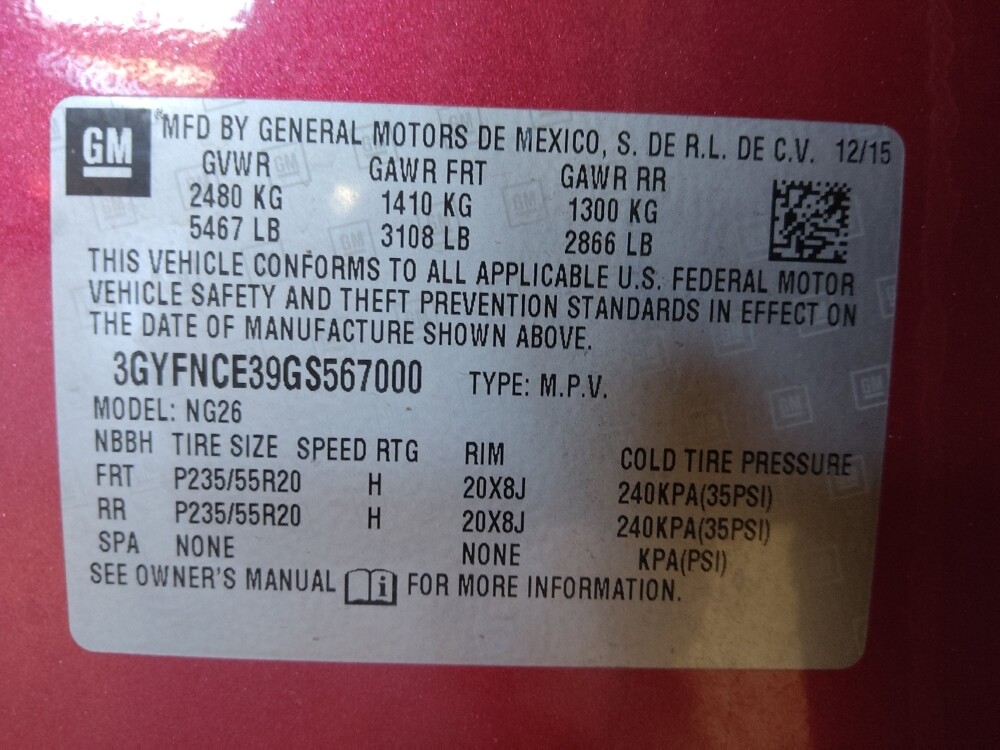 GM
MFD BY GENERAL MOTORS DE MEXICO, S. DE R.L. DE C.V. 12/15
GVWR GAWR FRT GAWR RR
2480 KG 1410 KG 1300 KG
5467 LB 3108 LB 2866 LB
THIS VEHICLE CONFORMS TO ALL APPLICABLE U.S. FEDERAL MOTOR
VEHICLE SAFETY AND THEFT PREVENTION STANDARDS IN EFFECT ON
THE DATE OF MANUFACTURE SHOWN ABOVE.
3GYFNCE39GS567000 TYPE: M.P.V.
MODEL: NG26
NBBH TIRE SIZE SPEED RTG RIM COLD TIRE PRESSURE
FRT P235/55R20 H 20X8J 240KPA(35PSI)
RR P235/55R20 H 20X8J 240KPA(35PSI)
SPA NONE NONE KPA(PSI)
SEE OWNER'S MANUAL i FOR MORE INFORMATION.